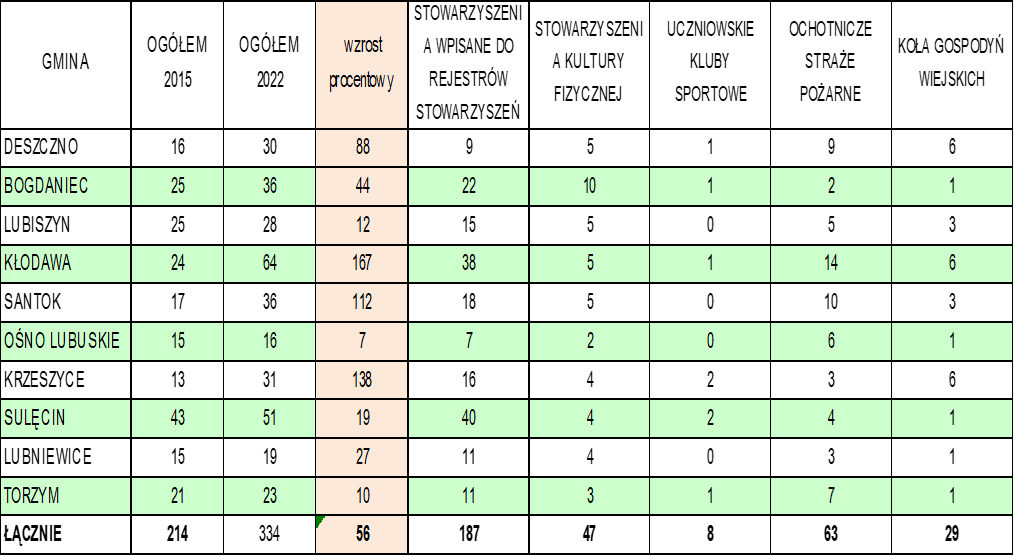 GMINA | OGÓŁEM 2015 | OGÓŁEM 2022 | wzrost procentowy | STOWARZYSZENI A WPISANE DO REJESTRÓW STOWARZYSZEŃ | STOWARZYSZENI A KULTURY FIZYCZNEJ | UCZNIOWSKIE KLUBY SPORTOWE | OCHOTNICZE STRAŻE POŻARNE | KOŁA GOSPODYŃ WIEJSKICH
DESZCZNO | 16 | 30 | 88 | 9 | 5 | 1 | 9 | 6
BOGDANIEC | 25 | 36 | 44 | 22 | 10 | 1 | 2 | 1
LUBISZYN | 25 | 28 | 12 | 15 | 5 | 0 | 5 | 3
KŁODAWA | 24 | 64 | 167 | 38 | 5 | 1 | 14 | 6
SANTOK | 17 | 36 | 112 | 18 | 5 | 0 | 10 | 3
OŚNO LUBUSKIE | 15 | 16 | 7 | 7 | 2 | 0 | 6 | 1
KRZESZYCE | 13 | 31 | 138 | 16 | 4 | 2 | 3 | 6
SULĘCIN | 43 | 51 | 19 | 40 | 4 | 2 | 4 | 1
LUBNIEWICE | 15 | 19 | 27 | 11 | 4 | 0 | 3 | 1
TORZYM | 21 | 23 | 10 | 11 | 3 | 1 | 7 | 1
ŁĄCZNIE | 214 | 334 | 56 | 187 | 47 | 8 | 63 | 29